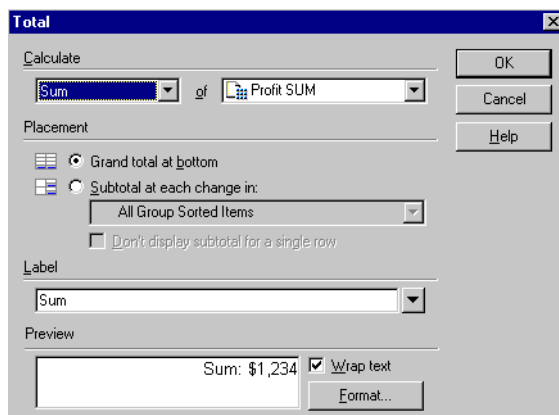 Total
Calculate
Sum of Profit SUM
OK
Cancel
Help
Placement
Grand total at bottom
Subtotal at each change in:
All Group Sorted Items
Don't display subtotal for a single row
Label
Sum
Preview
Sum: $1,234
Wrap text
Format...